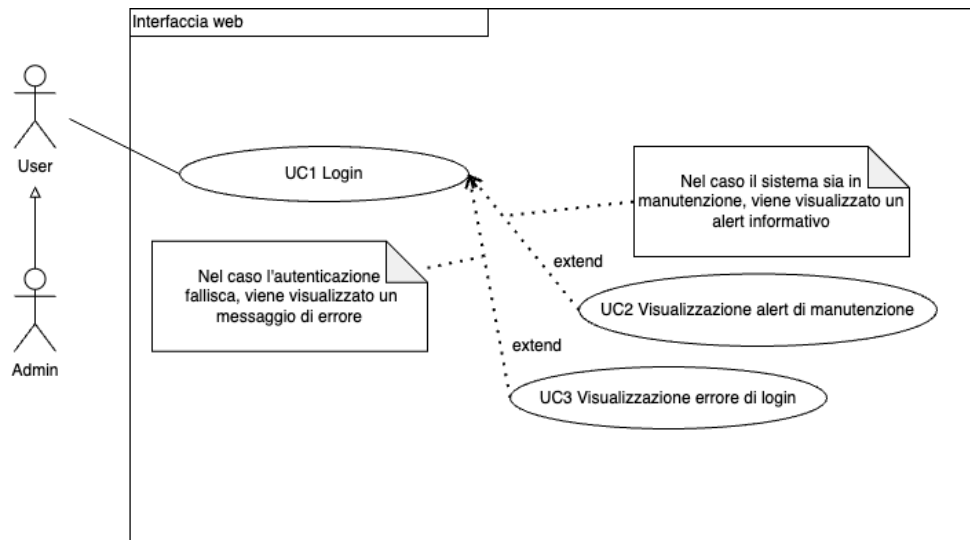 Interfaccia web
User
UC1 Login
Nel caso il sistema sia in
manutenzione, viene visualizzato un
alert informativo
Nel caso l'autenticazione
fallisca, viene visualizzato un
messaggio di errore
extend
UC2 Visualizzazione alert di manutenzione
extend
Admin
UC3 Visualizzazione errore di login